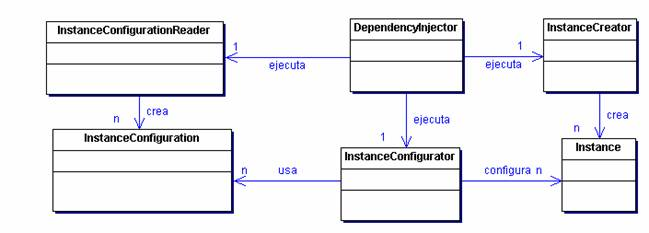 InstanceConfigurationReader
DependencyInjector
InstanceCreator
1
ejecuta
1
ejecuta
crea
n
ejecuta
1
crea
n
InstanceConfiguration
InstanceConfigurator
Instance
n usa
configura n